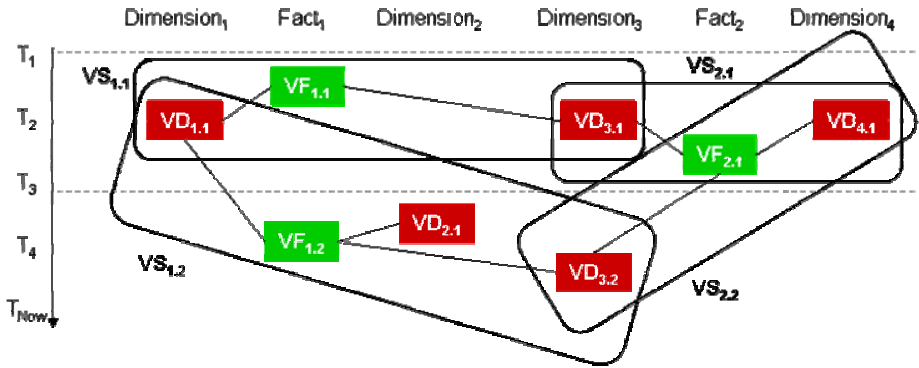 Dimension₁ Fact₁ Dimension₂ Dimension₃ Fact₂ Dimension₄
T₁
VS₁.₁ VF₁.₁ VS₂.₁
T₂ VD₁.₁ VD₃.₁ VD₄.₁
VF₂.₁
T₃
VD₂.₁
T₄ VF₁.₂
VS₁.₂ VD₃.₂
VS₂.₂
T_Now